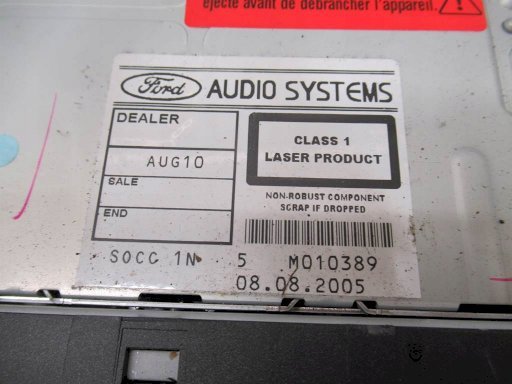 éjecté avant de débrancher l'appareil.
Ford AUDIO SYSTEMS
DEALER
AUG10
SALE
END
CLASS 1
LASER PRODUCT
NON-ROBUST COMPONENT
SCRAP IF DROPPED
SOCC 1N 5 M010389
08.08.2005